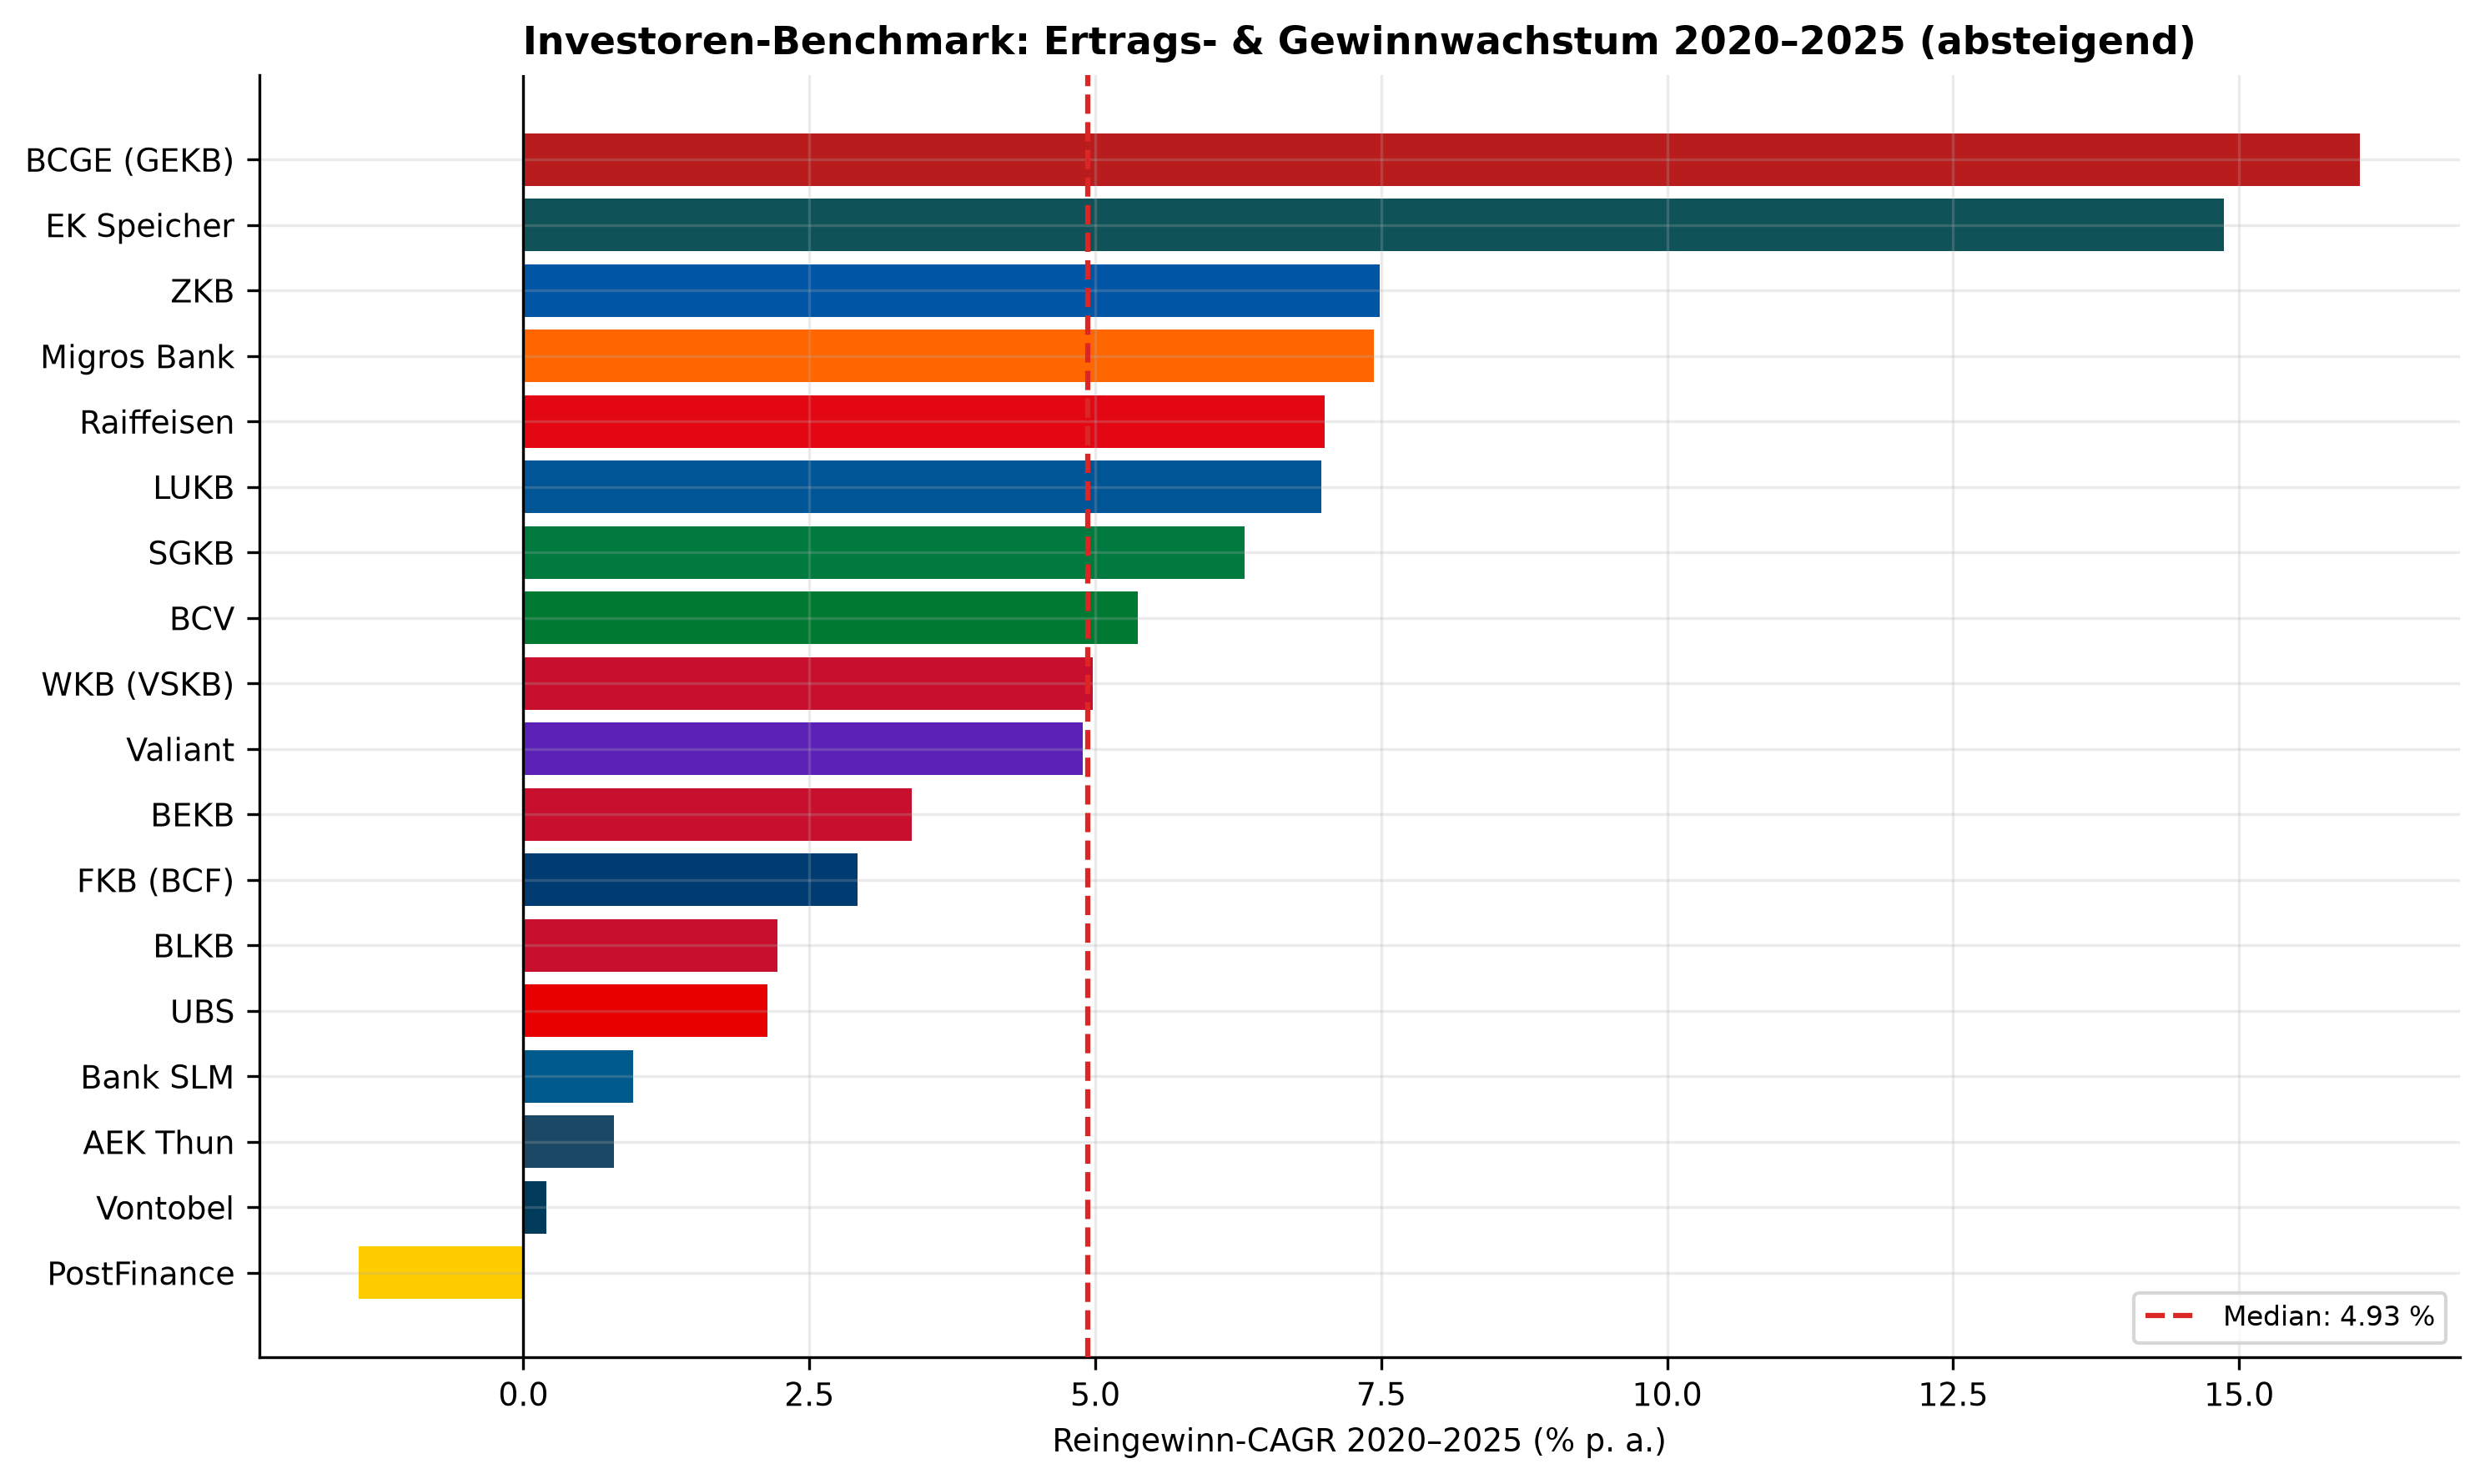 Investoren-Benchmark: Ertrags- & Gewinnwachstum 2020–2025 (absteigend)
BCGE (GEKB)
EK Speicher
ZKB
Migros Bank
Raiffeisen
LUKB
SGKB
BCV
WKB (VSKB)
Valiant
BEKB
FKB (BCF)
BLKB
UBS
Bank SLM
AEK Thun
Vontobel
PostFinance
Median: 4.93 %
0.0 2.5 5.0 7.5 10.0 12.5 15.0
Reingewinn-CAGR 2020–2025 (% p. a.)